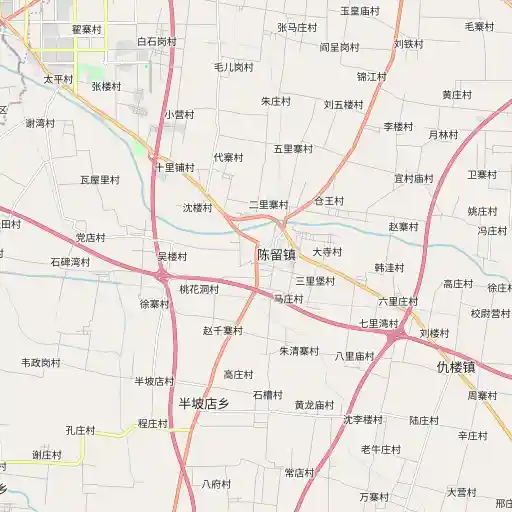 玉皇庙村
张马庄村
翟寨村
毛寨村
白石岗村
阎呈岗村
刘铁村
毛儿岗村
太平村
锦江村
张楼村
黄庄村
朱庄村
刘五楼村
小营村
区
谢湾村
李楼村
月林村
五里寨村
代寨村
十里铺村
卫寨村
瓦屋里村
宜村庙村
二里寨村
仓王村
沈楼村
姚庄村
田村
赵寨村
冯庄村
党店村
大寺村
陈留镇
吴楼村
石碑湾村
韩洼村
三里堡村
高庄村
桃花洞村
徐庄村
马庄村
徐寨村
六里庄村
校尉营村
七里湾村
赵千寨村
刘楼村
朱清寨村
八里庙村
韦政岗村
仇楼镇
高庄村
半坡店村
石槽村
周寨村
半坡店乡
黄龙庙村
沈李楼村
陆庄村
程庄村
孔庄村
辛庄村
老牛庄村
谢庄村
常店村
八府村
乡
大营村
万寨村
邢庄